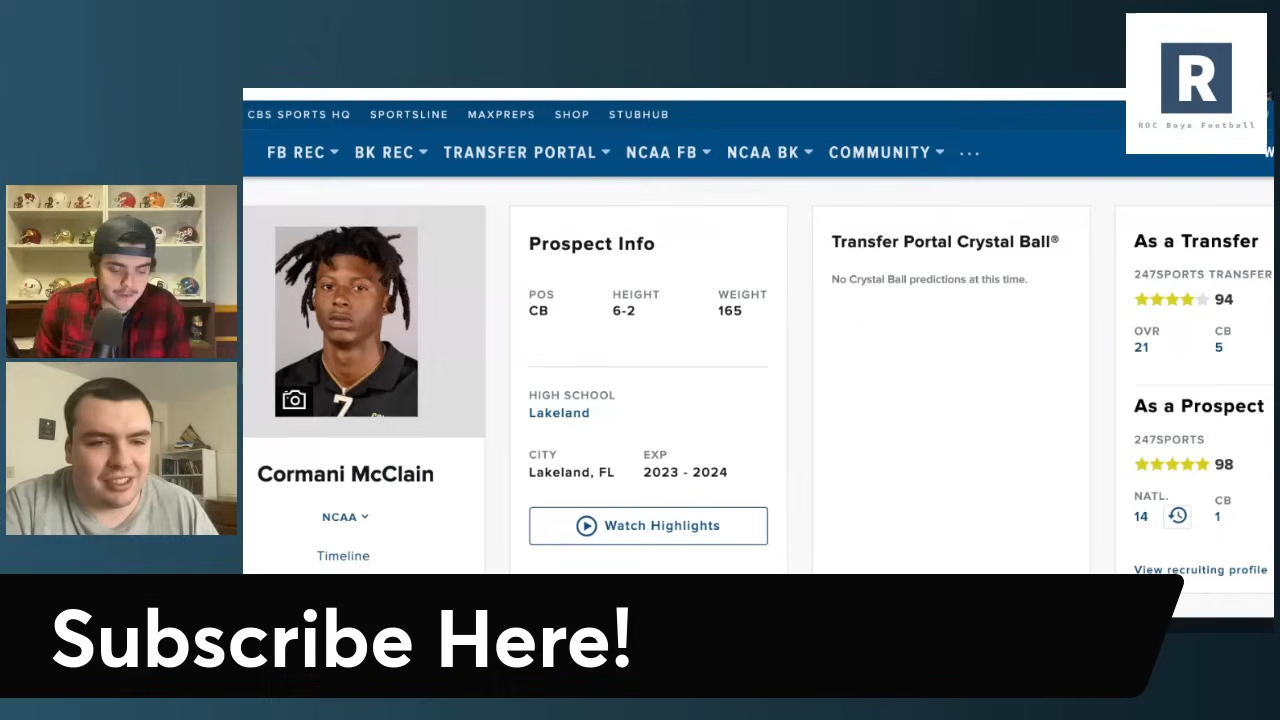 R
ROC Boys Football
CBS SPORTS HQ SPORTSLINE MAXPREPS SHOP STUBHUB
FB REC BK REC TRANSFER PORTAL NCAA FB NCAA BK COMMUNITY ...
Prospect Info
POS HEIGHT WEIGHT
CB 6-2 165
HIGH SCHOOL
Lakeland
CITY EXP
Lakeland, FL 2023 - 2024
Watch Highlights
Transfer Portal Crystal Ball®
No Crystal Ball predictions at this time.
As a Transfer
247SPORTS TRANSFER
94
OVR CB
21 5
As a Prospect
247SPORTS
98
NATL. CB
14 1
View recruiting profile
7
Cormani McClain
NCAA
Timeline
Subscribe Here!